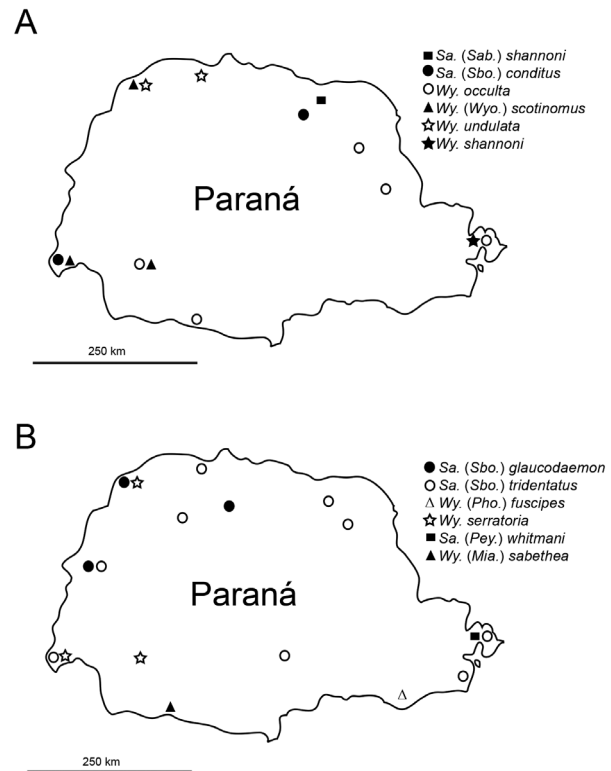 A
Sa. (Sab.) shannoni
Sa. (Sbo.) conditus
Wy. occulta
Wy. (Wyo.) scotinomus
Wy. undulata
Wy. shannoni
Paraná
250 km
B
Sa. (Sbo.) glaucodaemon
Sa. (Sbo.) tridentatus
Wy. (Pho.) fuscipes
Wy. serratoria
Sa. (Pey.) whitmani
Wy. (Mia.) sabethea
Paraná
250 km